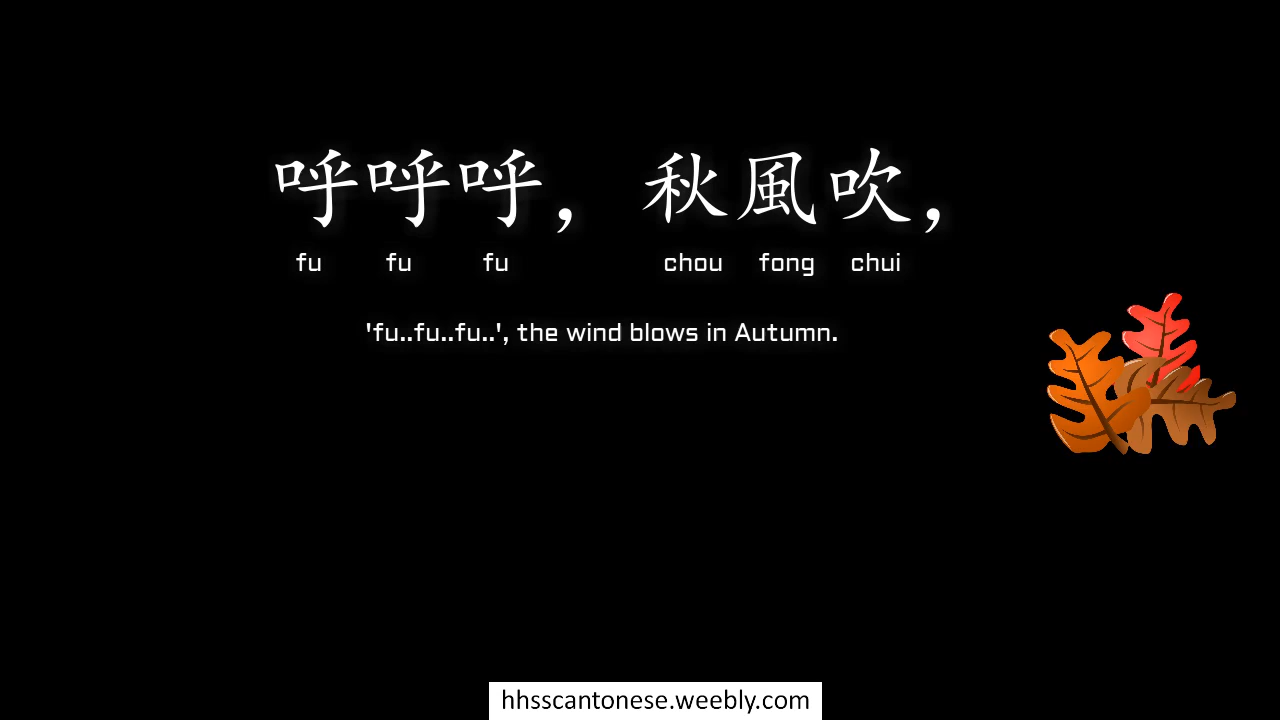 呼呼呼，秋風吹，
fu fu fu chou fong chui
'fu..fu..fu..', the wind blows in Autumn.
hhsscantonese.weebly.com